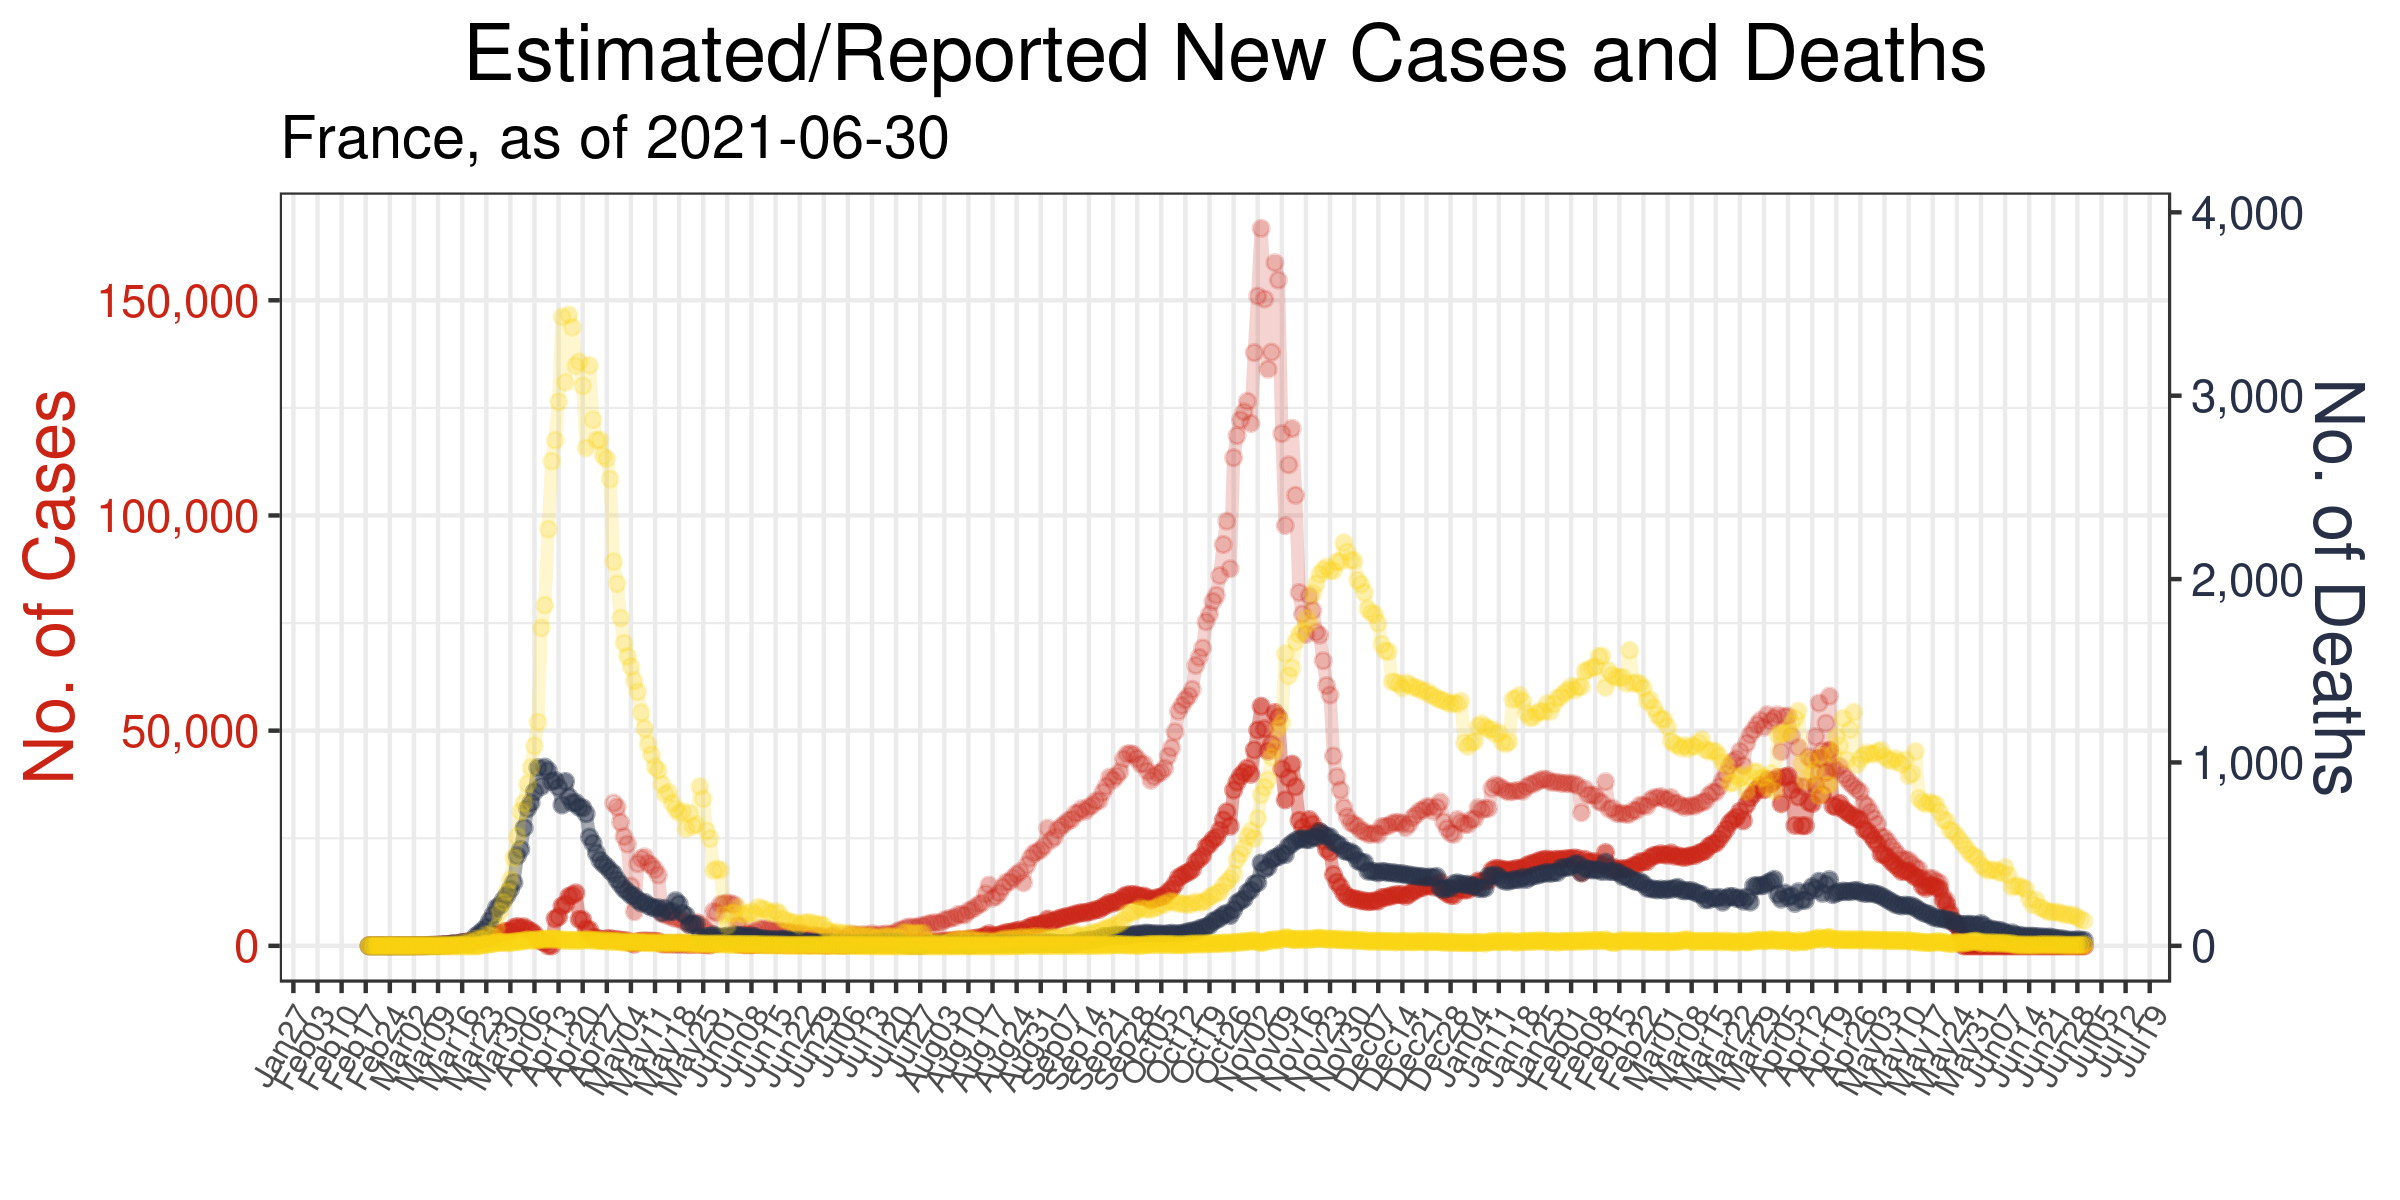 Estimated/Reported New Cases and Deaths
France, as of 2021-06-30
No. of Cases
150,000
100,000
50,000
0
4,000
3,000
2,000
1,000
0
No. of Deaths
Jan27
Feb03
Feb10
Feb17
Feb24
Mar02
Mar09
Mar16
Mar23
Mar30
Apr06
Apr13
Apr20
Apr27
May04
May11
May18
May25
Jun01
Jun08
Jun15
Jun22
Jun29
Jul06
Jul13
Jul20
Jul27
Aug03
Aug10
Aug17
Aug24
Aug31
Sep07
Sep14
Sep21
Sep28
Oct05
Oct12
Oct19
Oct26
Nov02
Nov09
Nov16
Nov23
Nov30
Dec07
Dec14
Dec21
Dec28
Jan04
Jan11
Jan18
Jan25
Feb01
Feb08
Feb15
Feb22
Mar01
Mar08
Mar15
Mar22
Mar29
Apr05
Apr12
Apr19
Apr26
May03
May10
May17
May24
May31
Jun07
Jun14
Jun21
Jun28
Jul05
Jul12
Jul19